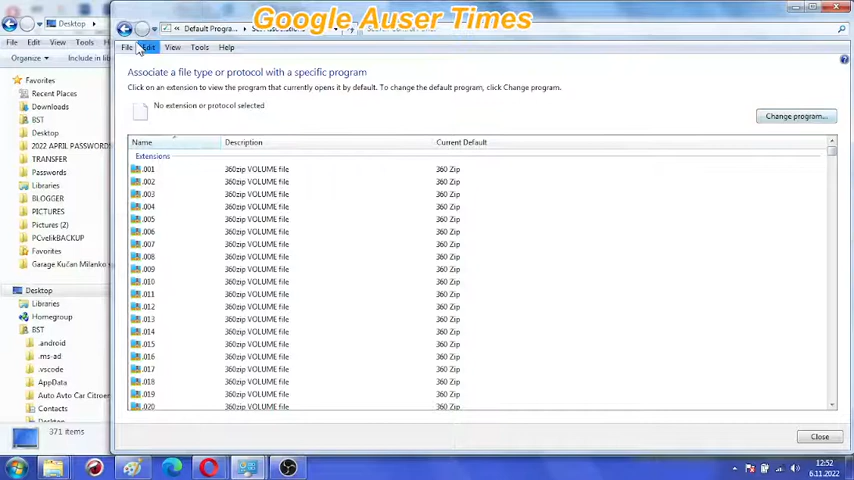 Google Auser Times
Desktop
Default Progra...
File Edit View Tools
File Edit View Tools Help
Organize
Include in lib
Favorites
Recent Places
Downloads
BST
Desktop
2022 APRIL PASSWORDS
TRANSFER
Passwords
Libraries
BLOGGER
PICTURES
Pictures (2)
PCvelikBACKUP
Favorites
Garage Kućan Milanko
Desktop
Libraries
Homegroup
BST
.android
.ms-ad
.vscode
AppData
Auto Avto Car Citroen
Contacts
Desktop
371 items
Associate a file type or protocol with a specific program
Click on an extension to view the program that currently opens it by default. To change the default program, click Change program.
No extension or protocol selected
Change program...
Name Description Current Default
Extensions
.001 360zip VOLUME file 360 Zip
.002 360zip VOLUME file 360 Zip
.003 360zip VOLUME file 360 Zip
.004 360zip VOLUME file 360 Zip
.005 360zip VOLUME file 360 Zip
.006 360zip VOLUME file 360 Zip
.007 360zip VOLUME file 360 Zip
.008 360zip VOLUME file 360 Zip
.009 360zip VOLUME file 360 Zip
.010 360zip VOLUME file 360 Zip
.011 360zip VOLUME file 360 Zip
.012 360zip VOLUME file 360 Zip
.013 360zip VOLUME file 360 Zip
.014 360zip VOLUME file 360 Zip
.015 360zip VOLUME file 360 Zip
.016 360zip VOLUME file 360 Zip
.017 360zip VOLUME file 360 Zip
.018 360zip VOLUME file 360 Zip
.019 360zip VOLUME file 360 Zip
.020 360zip VOLUME file 360 Zip
Close
12:52
6.11.2022